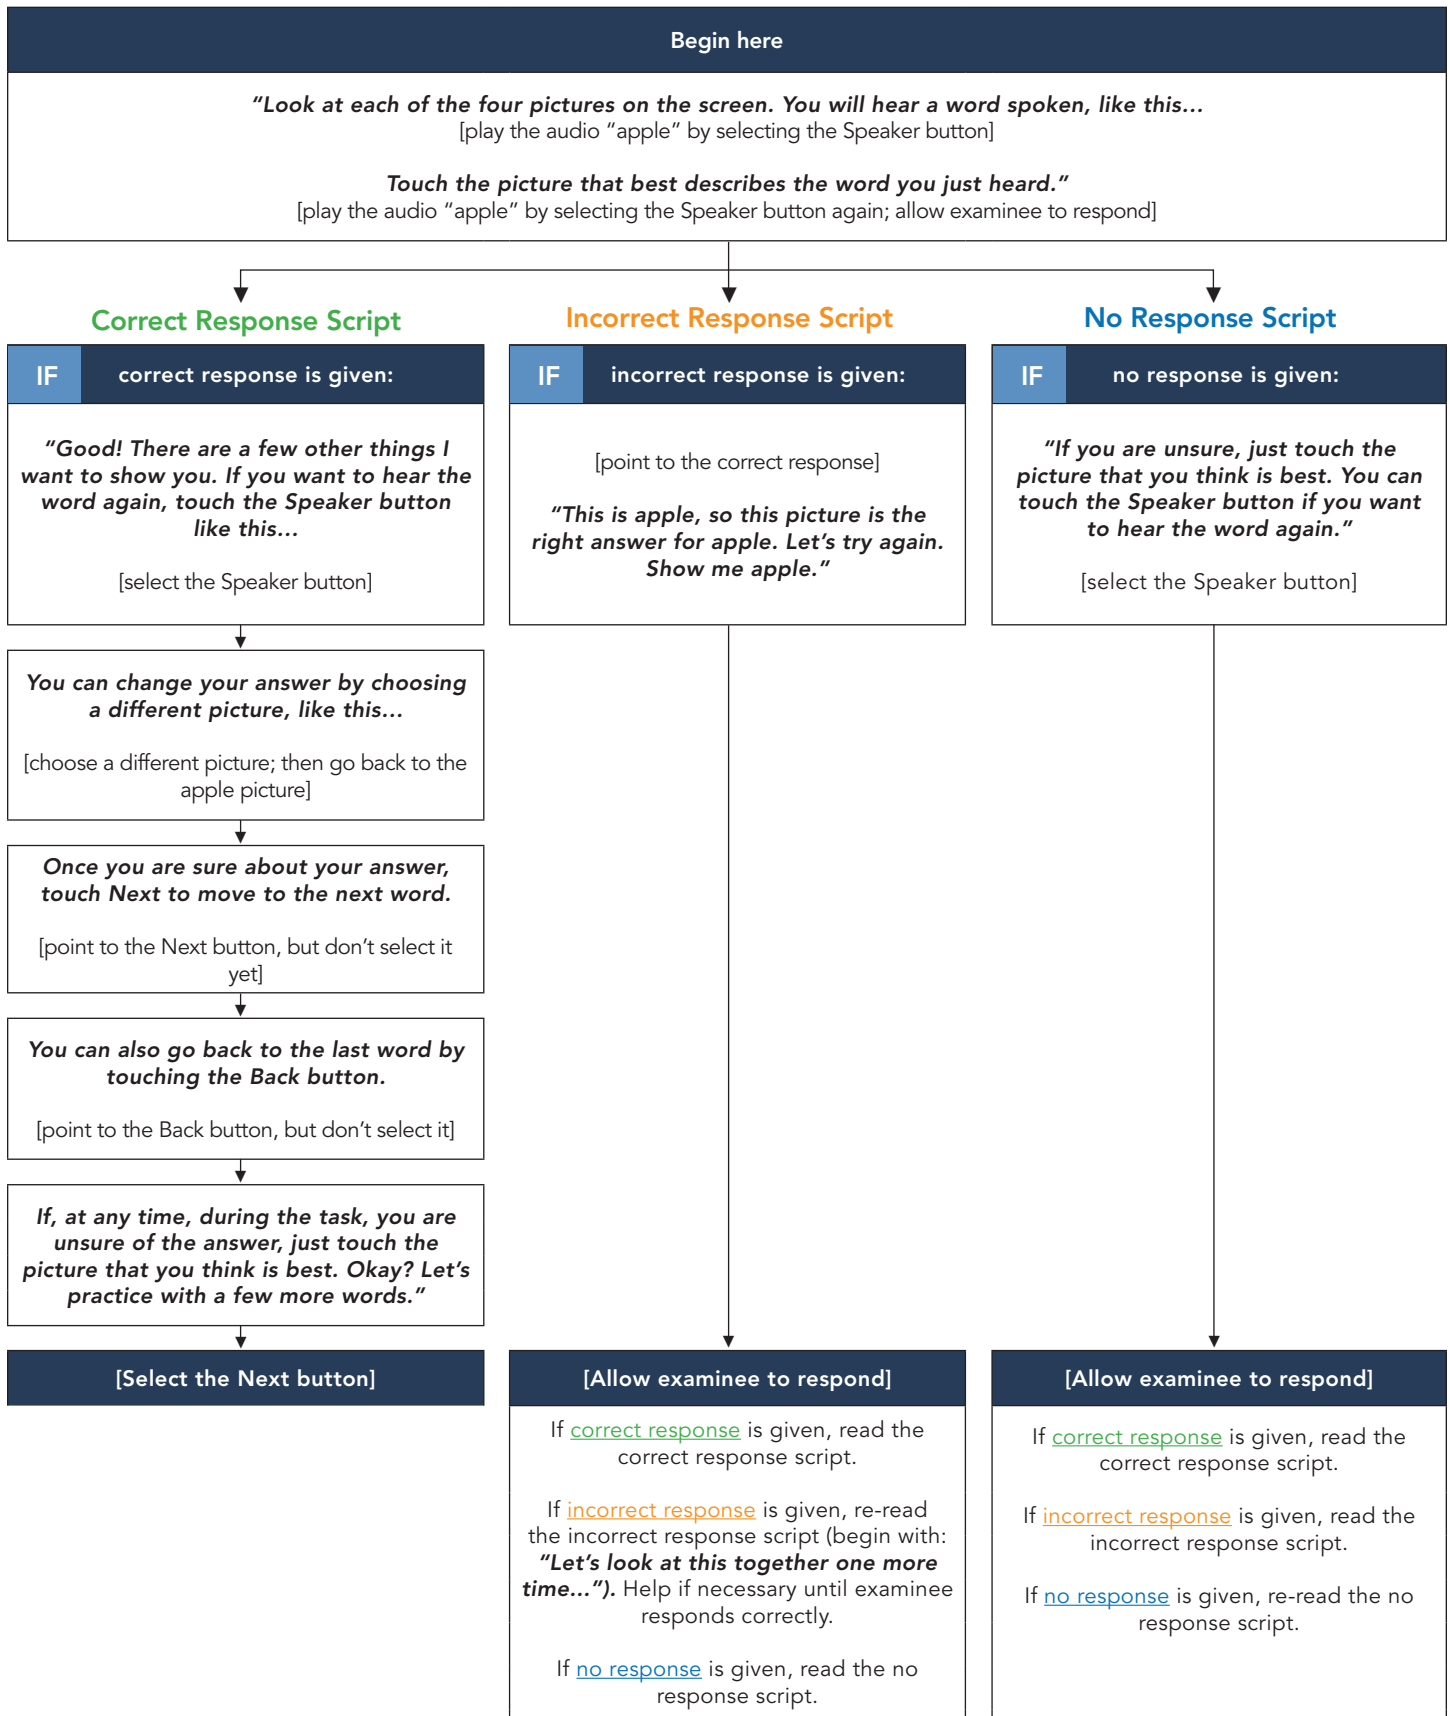 Begin here
“Look at each of the four pictures on the screen. You will hear a word spoken, like this…
[play the audio “apple” by selecting the Speaker button]
Touch the picture that best describes the word you just heard.”
[play the audio “apple” by selecting the Speaker button again; allow examinee to respond]
Correct Response Script
IF correct response is given:
“Good! There are a few other things I
want to show you. If you want to hear the
word again, touch the Speaker button
like this…
[select the Speaker button]
You can change your answer by choosing
a different picture, like this…
[choose a different picture; then go back to the
apple picture]
Once you are sure about your answer,
touch Next to move to the next word.
[point to the Next button, but don’t select it
yet]
You can also go back to the last word by
touching the Back button.
[point to the Back button, but don’t select it]
If, at any time, during the task, you are
unsure of the answer, just touch the
picture that you think is best. Okay? Let’s
practice with a few more words.”
[Select the Next button]
Incorrect Response Script
IF incorrect response is given:
[point to the correct response]
“This is apple, so this picture is the
right answer for apple. Let’s try again.
Show me apple.”
[Allow examinee to respond]
If correct response is given, read the
correct response script.
If incorrect response is given, re-read
the incorrect response script (begin with:
“Let’s look at this together one more
time…”). Help if necessary until examinee
responds correctly.
If no response is given, read the no
response script.
No Response Script
IF no response is given:
“If you are unsure, just touch the
picture that you think is best. You can
touch the Speaker button if you want
to hear the word again.”
[select the Speaker button]
[Allow examinee to respond]
If correct response is given, read the
correct response script.
If incorrect response is given, read the
incorrect response script.
If no response is given, re-read the no
response script.